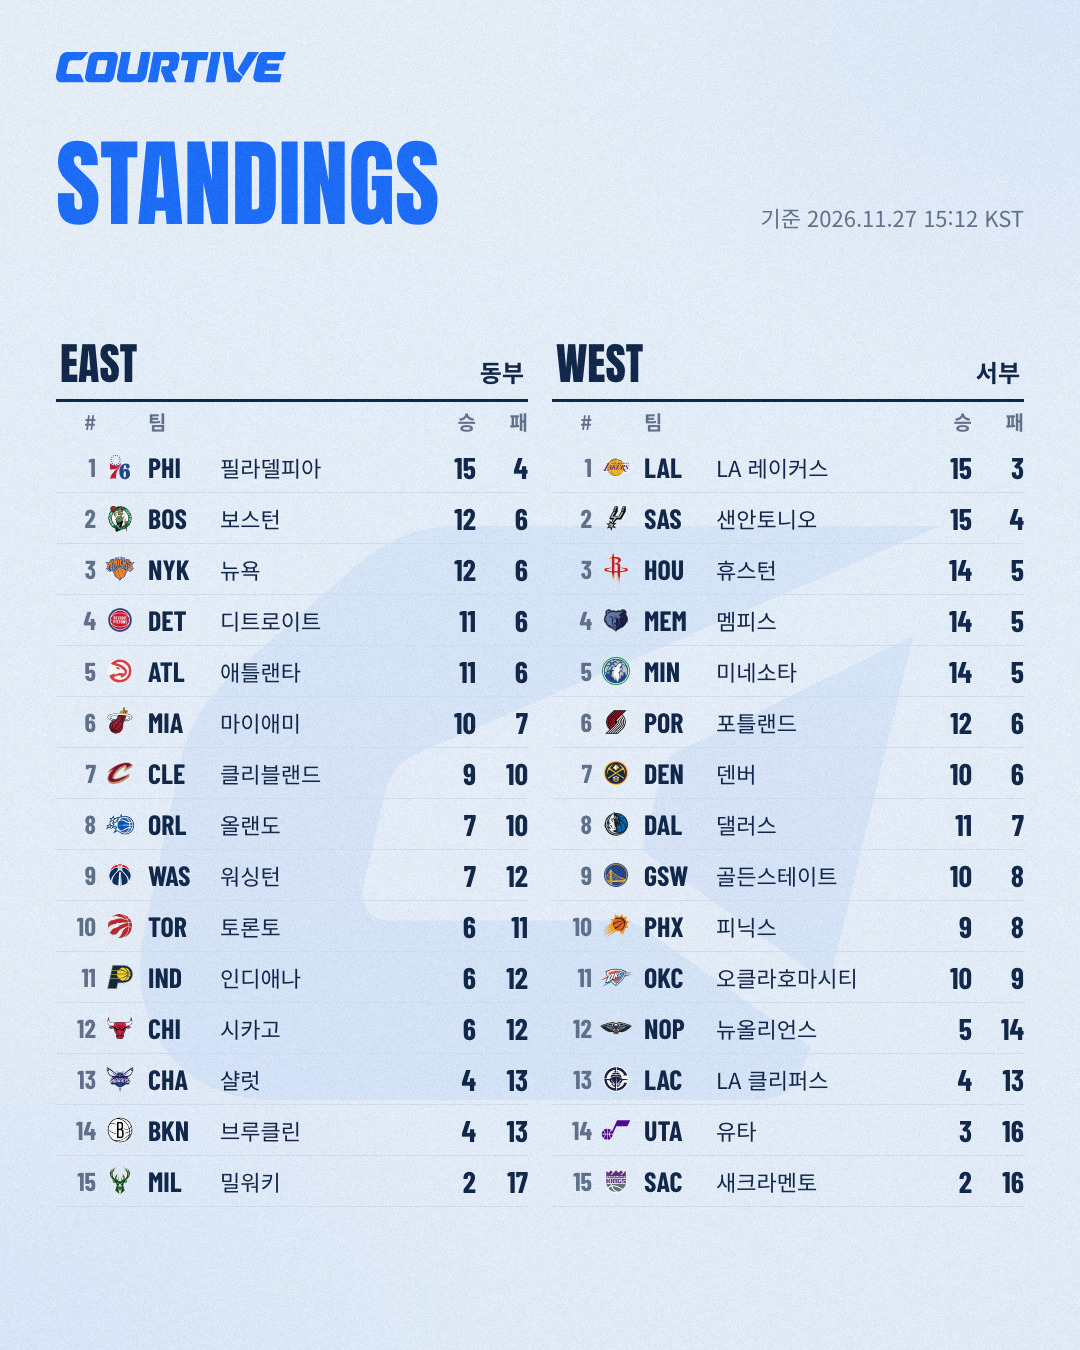 COURTIVE
STANDINGS
기준 2026.11.27 15:12 KST
EAST 동부
# 팀 승 패
1 PHI 필라델피아 15 4
2 BOS 보스턴 12 6
3 NYK 뉴욕 12 6
4 DET 디트로이트 11 6
5 ATL 애틀랜타 11 6
6 MIA 마이애미 10 7
7 CLE 클리블랜드 9 10
8 ORL 올랜도 7 10
9 WAS 워싱턴 7 12
10 TOR 토론토 6 11
11 IND 인디애나 6 12
12 CHI 시카고 6 12
13 CHA 샬럿 4 13
14 BKN 브루클린 4 13
15 MIL 밀워키 2 17
WEST 서부
# 팀 승 패
1 LAL LA 레이커스 15 3
2 SAS 샌안토니오 15 4
3 HOU 휴스턴 14 5
4 MEM 멤피스 14 5
5 MIN 미네소타 14 5
6 POR 포틀랜드 12 6
7 DEN 덴버 10 6
8 DAL 댈러스 11 7
9 GSW 골든스테이트 10 8
10 PHX 피닉스 9 8
11 OKC 오클라호마시티 10 9
12 NOP 뉴올리언스 5 14
13 LAC LA 클리퍼스 4 13
14 UTA 유타 3 16
15 SAC 새크라멘토 2 16